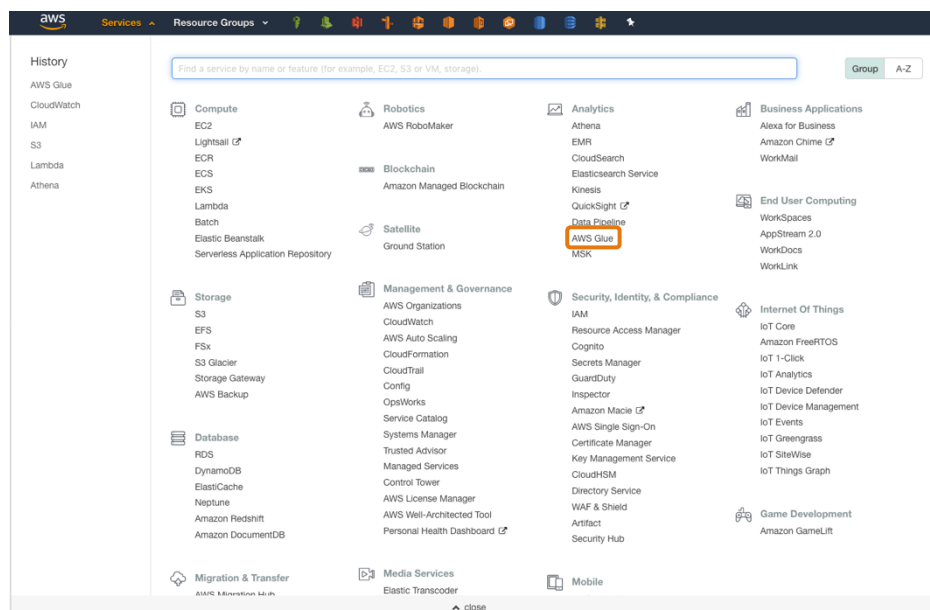 aws
Services
Resource Groups
History
AWS Glue
CloudWatch
IAM
S3
Lambda
Athena
Find a service by name or feature (for example, EC2, S3 or VM, storage).
Group
A-Z
Compute
EC2
Lightsail
ECR
ECS
EKS
Lambda
Batch
Elastic Beanstalk
Serverless Application Repository
Storage
S3
EFS
FSx
S3 Glacier
Storage Gateway
AWS Backup
Database
RDS
DynamoDB
ElastiCache
Neptune
Amazon Redshift
Amazon DocumentDB
Migration & Transfer
AWS Migration Hub
Robotics
AWS RoboMaker
Blockchain
Amazon Managed Blockchain
Satellite
Ground Station
Management & Governance
AWS Organizations
CloudWatch
AWS Auto Scaling
CloudFormation
CloudTrail
Config
OpsWorks
Service Catalog
Systems Manager
Trusted Advisor
Managed Services
Control Tower
AWS License Manager
AWS Well-Architected Tool
Personal Health Dashboard
Media Services
Elastic Transcoder
Analytics
Athena
EMR
CloudSearch
Elasticsearch Service
Kinesis
QuickSight
Data Pipeline
AWS Glue
MSK
Security, Identity, & Compliance
IAM
Resource Access Manager
Cognito
Secrets Manager
GuardDuty
Inspector
Amazon Macie
AWS Single Sign-On
Certificate Manager
Key Management Service
CloudHSM
Directory Service
WAF & Shield
Artifact
Security Hub
Mobile
Business Applications
Alexa for Business
Amazon Chime
WorkMail
End User Computing
WorkSpaces
AppStream 2.0
WorkDocs
WorkLink
Internet Of Things
IoT Core
Amazon FreeRTOS
IoT 1-Click
IoT Analytics
IoT Device Defender
IoT Device Management
IoT Events
IoT Greengrass
IoT SiteWise
IoT Things Graph
Game Development
Amazon GameLift
close